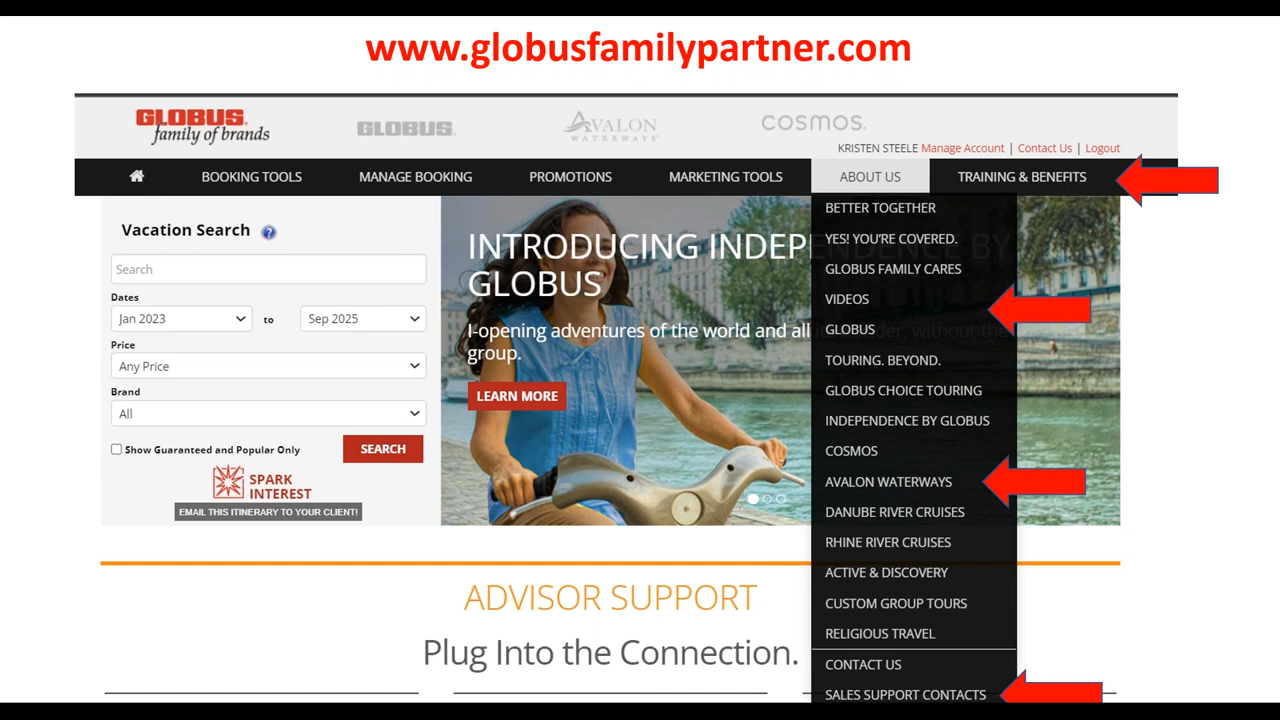 www.globusfamilypartner.com
GLOBUS.
family of brands
GLOBUS.
AVALON
WATERWAYS
COSMOS.
KRISTEN STEELE Manage Account | Contact Us | Logout
BOOKING TOOLS
MANAGE BOOKING
PROMOTIONS
MARKETING TOOLS
ABOUT US
TRAINING & BENEFITS
Vacation Search ?
Search
Dates
Jan 2023 to Sep 2025
Price
Any Price
Brand
All
Show Guaranteed and Popular Only
SEARCH
SPARK
INTEREST
EMAIL THIS ITINERARY TO YOUR CLIENT!
INTRODUCING INDEPENDENCE BY
GLOBUS
I-opening adventures of the world and all its wonder, without the
group.
LEARN MORE
BETTER TOGETHER
YES! YOU'RE COVERED.
GLOBUS FAMILY CARES
VIDEOS
GLOBUS
TOURING. BEYOND.
GLOBUS CHOICE TOURING
INDEPENDENCE BY GLOBUS
COSMOS
AVALON WATERWAYS
DANUBE RIVER CRUISES
RHINE RIVER CRUISES
ACTIVE & DISCOVERY
CUSTOM GROUP TOURS
RELIGIOUS TRAVEL
CONTACT US
SALES SUPPORT CONTACTS
ADVISOR SUPPORT
Plug Into the Connection.